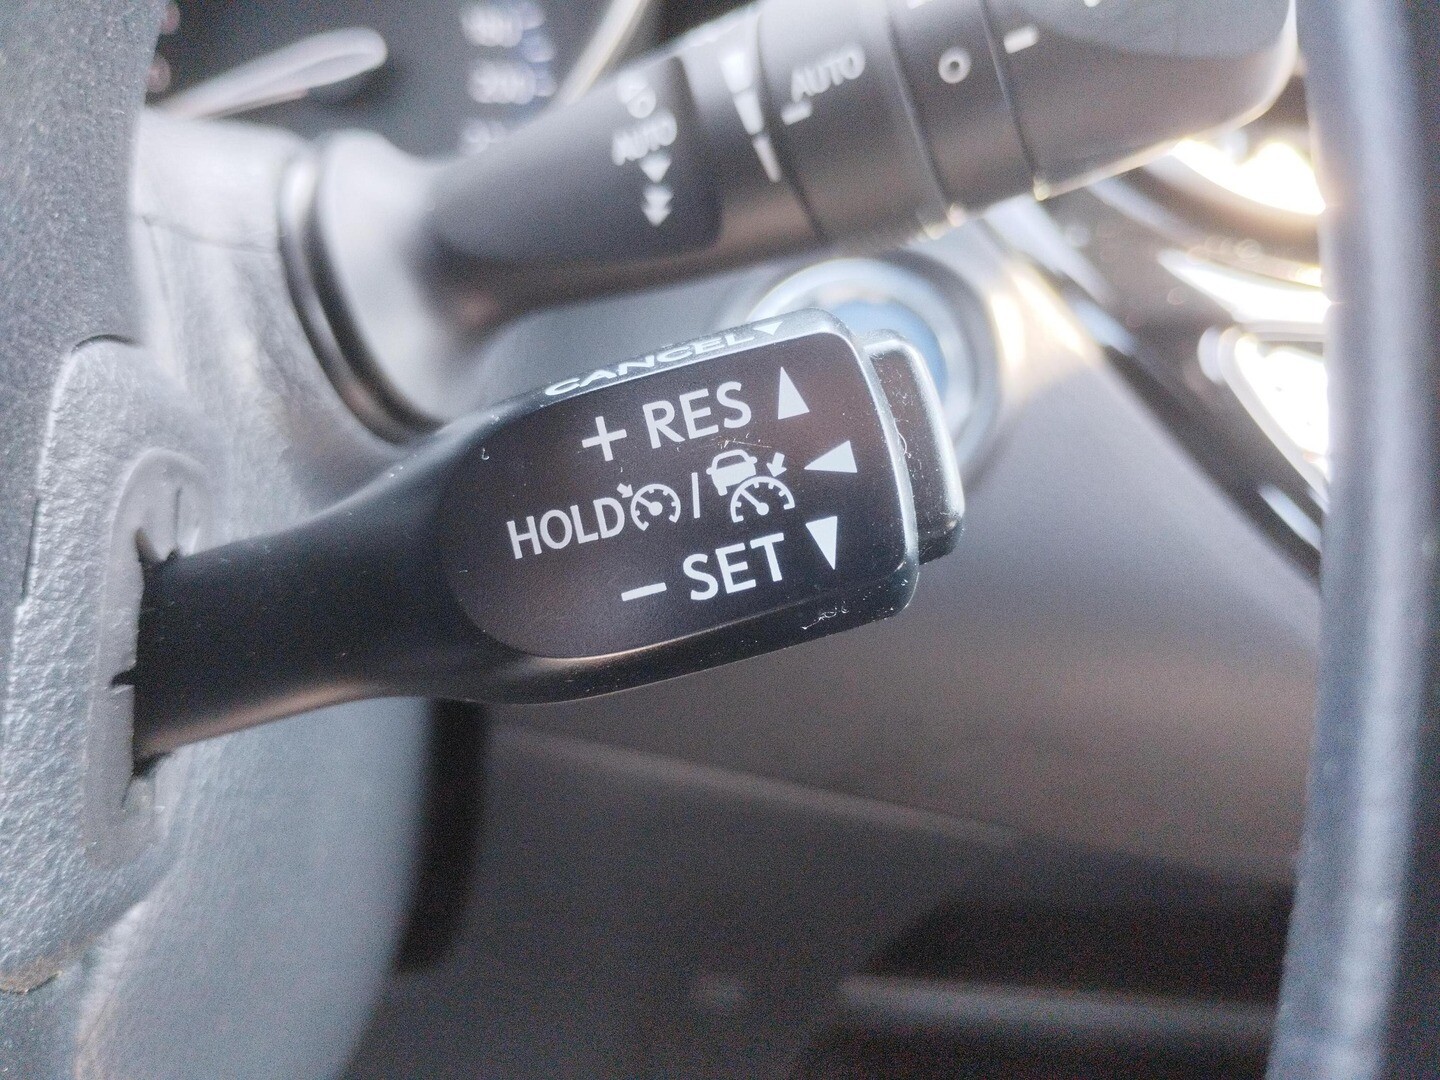 AUTO
AUTO
CANCEL
+ RES
HOLD /
− SET